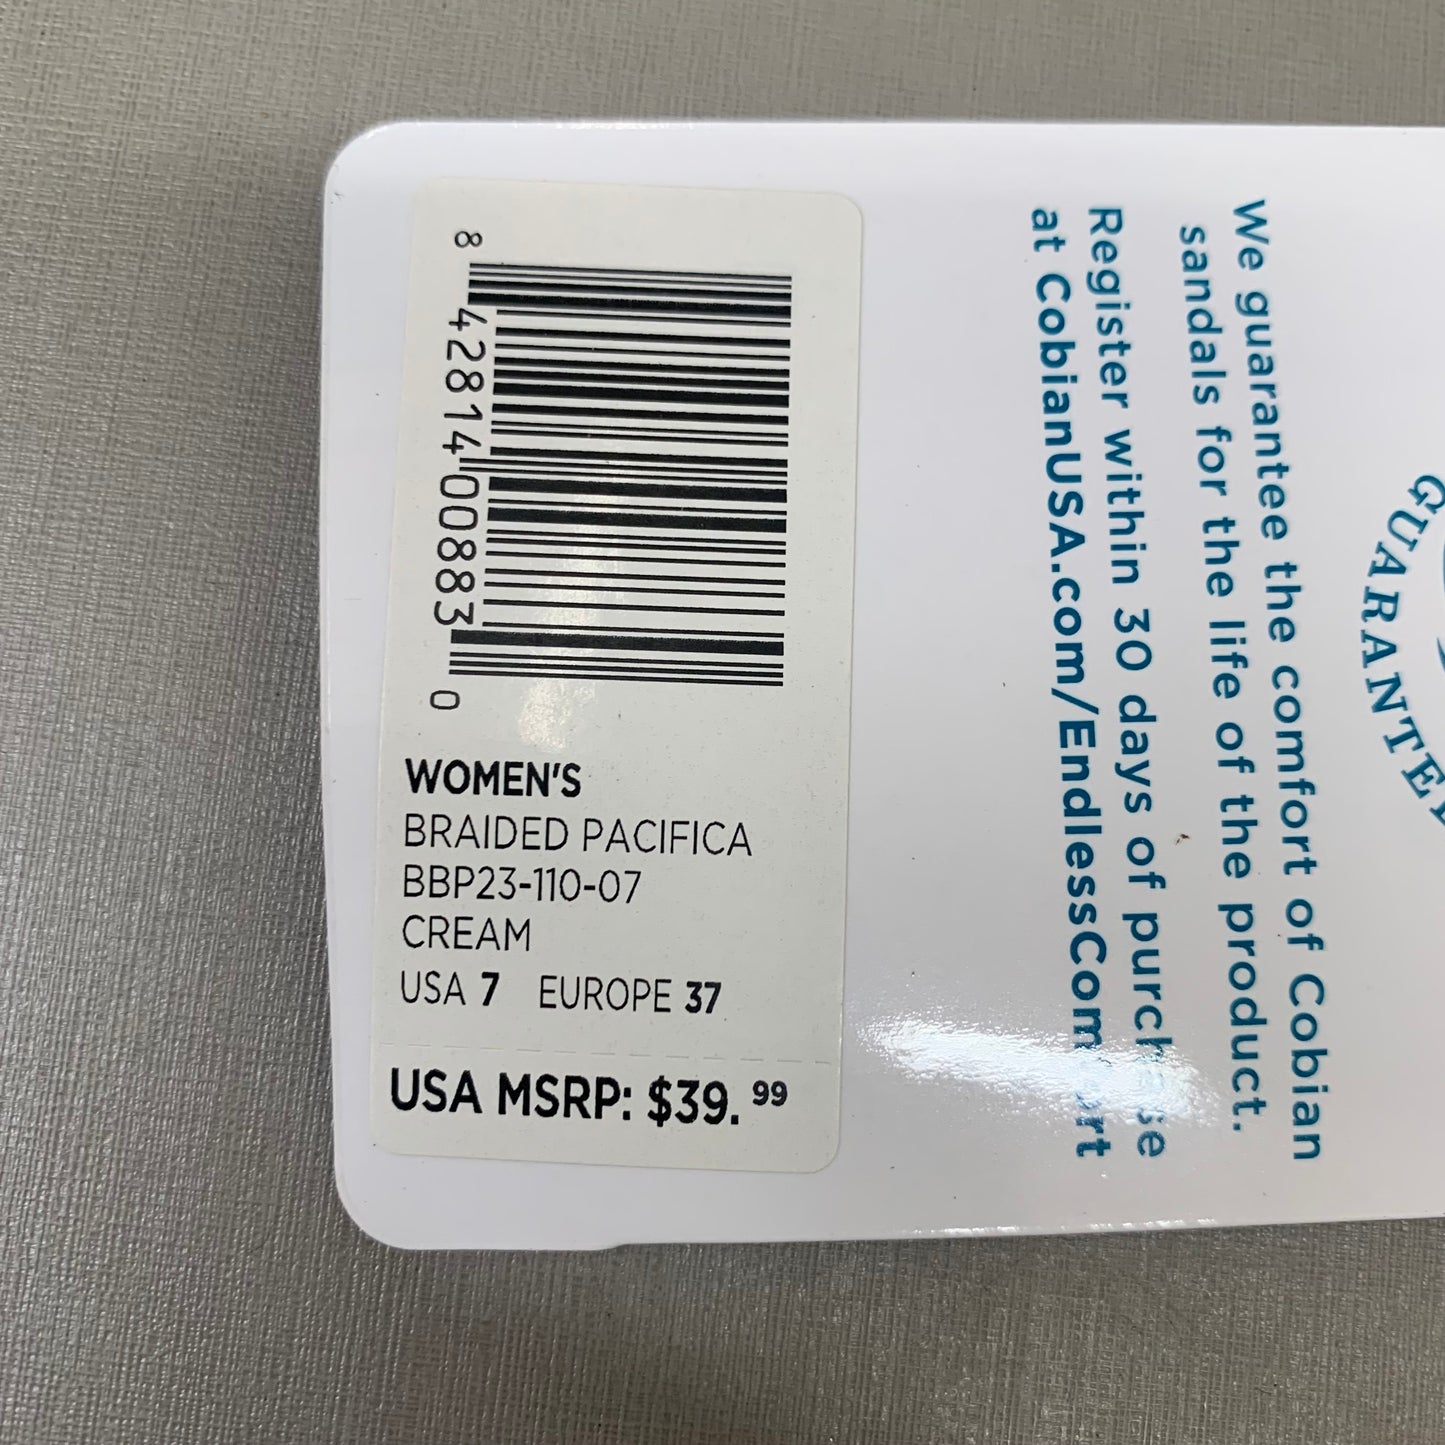 8 42814 00883 0
WOMEN'S
BRAIDED PACIFICA
BBP23-110-07
CREAM
USA 7 EUROPE 37
USA MSRP: $39.99
We guarantee the comfort of Cobian
sandals for the life of the product.
Register within 30 days of purchase
at CobianUSA.com/EndlessComfort